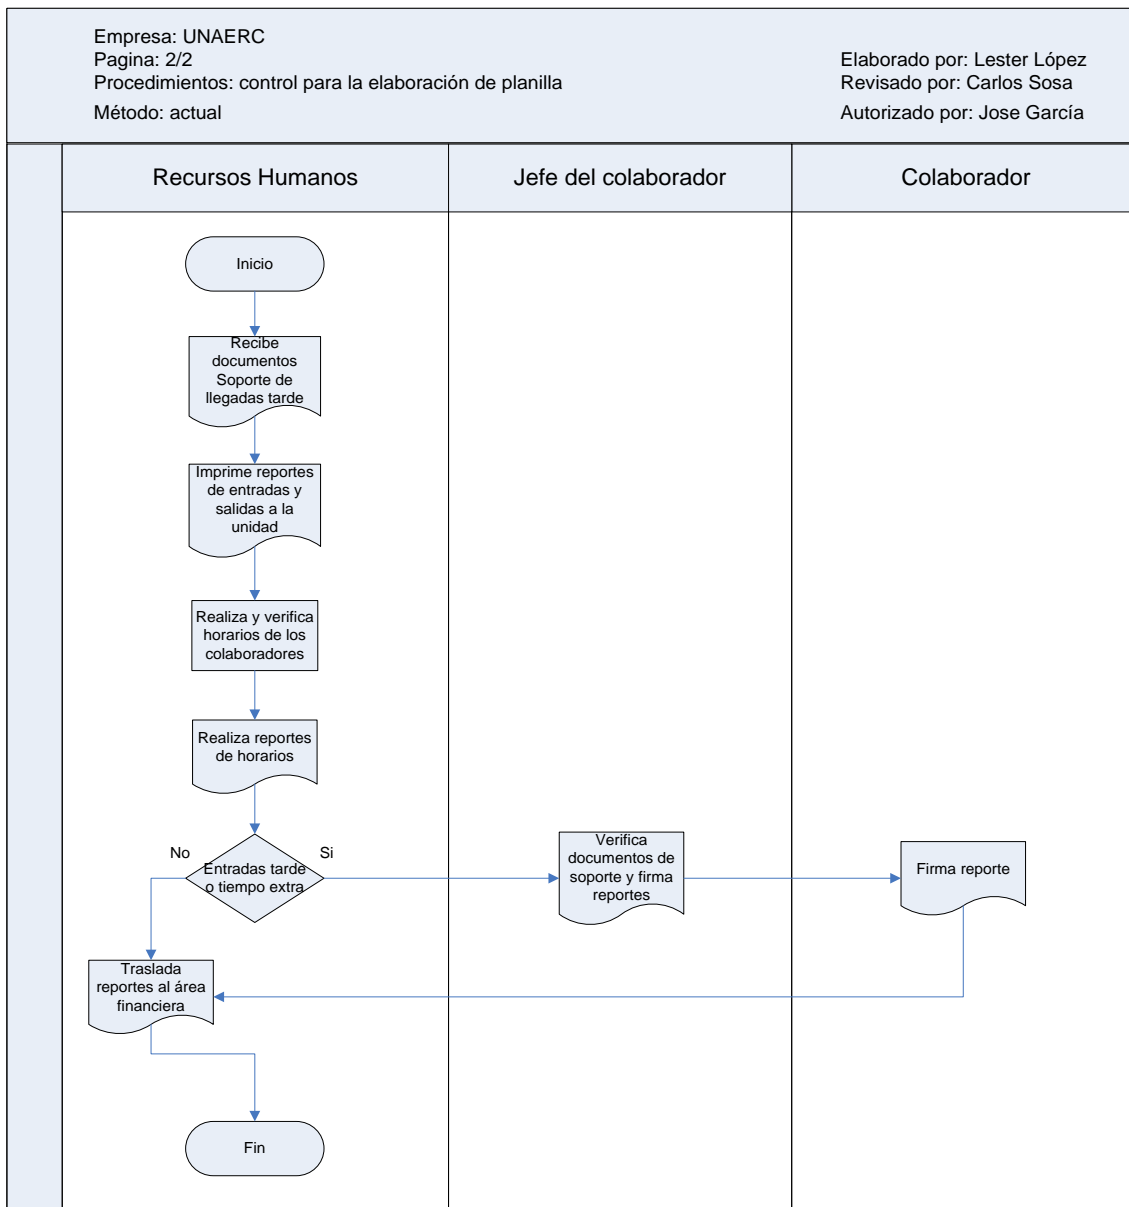 Empresa: UNAERC
Pagina: 2/2
Procedimientos: control para la elaboración de planilla
Método: actual
Elaborado por: Lester López
Revisado por: Carlos Sosa
Autorizado por: Jose García
Recursos Humanos
Jefe del colaborador
Colaborador
Inicio
Recibe
documentos
Soporte de
llegadas tarde
Imprime reportes
de entradas y
salidas a la
unidad
Realiza y verifica
horarios de los
colaboradores
Realiza reportes
de horarios
No
Si
Entradas tarde
o tiempo extra
Verifica
documentos de
soporte y firma
reportes
Firma reporte
Traslada
reportes al área
financiera
Fin